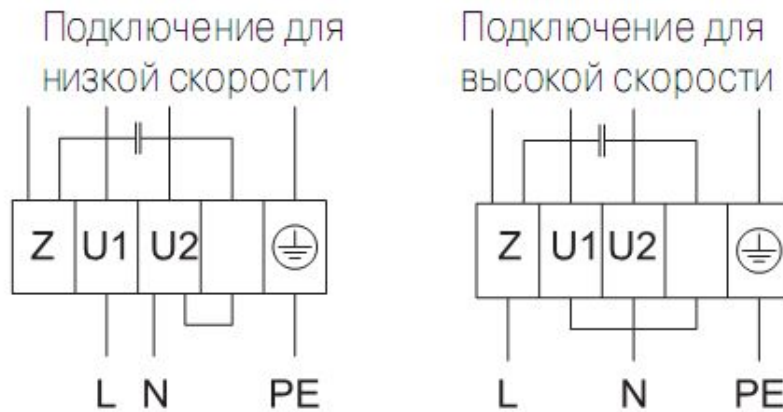 Подключение для
низкой скорости
Z U1 U2
L N PE
Подключение для
высокой скорости
Z U1 U2
L N PE